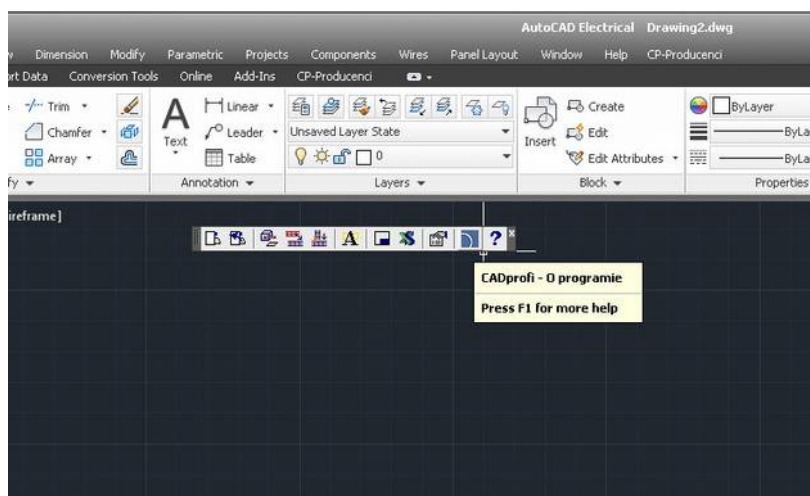 AutoCAD Electrical Drawing2.dwg
Dimension Modify Parametric Projects Components Wires Panel Layout Window Help CP-Producenci
Data Conversion Tools Online Add-Ins CP-Producenci
Trim Linear Create ByLayer
Chamfer Text Leader Unsaved Layer State Insert Edit
Array Table 0 Edit Attributes
Annotation Layers Block Properties
ireframe]
A ?
CADprofi - O programie
Press F1 for more help